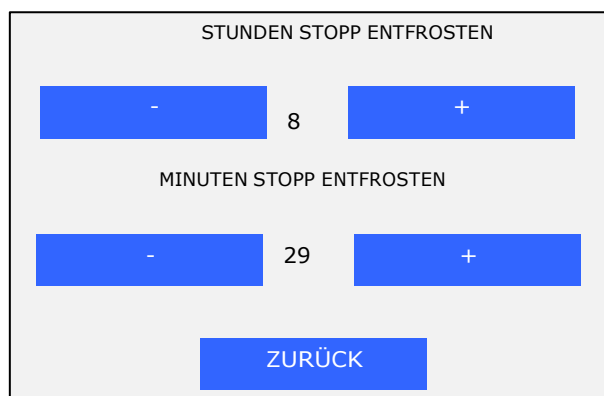 STUNDEN STOPP ENTFROSTEN
- 8 +
MINUTEN STOPP ENTFROSTEN
- 29 +
ZURÜCK